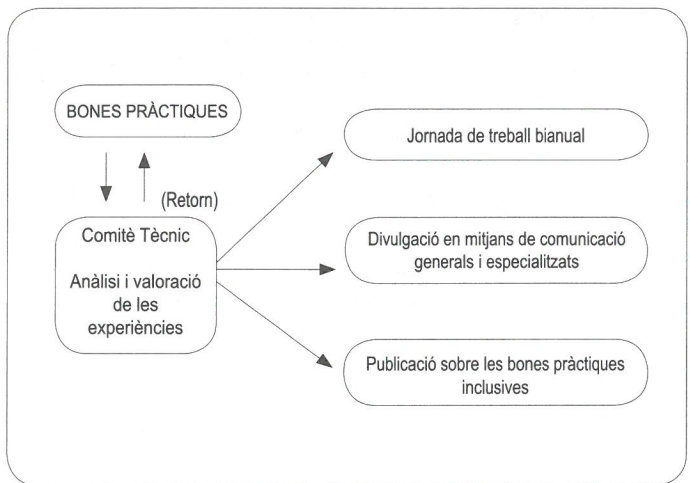 BONES PRÀCTIQUES
(Retorn)
Comitè Tècnic
Anàlisi i valoració
de les
experiències
Jornada de treball bianual
Divulgació en mitjans de comunicació
generals i especialitzats
Publicació sobre les bones pràctiques
inclusives